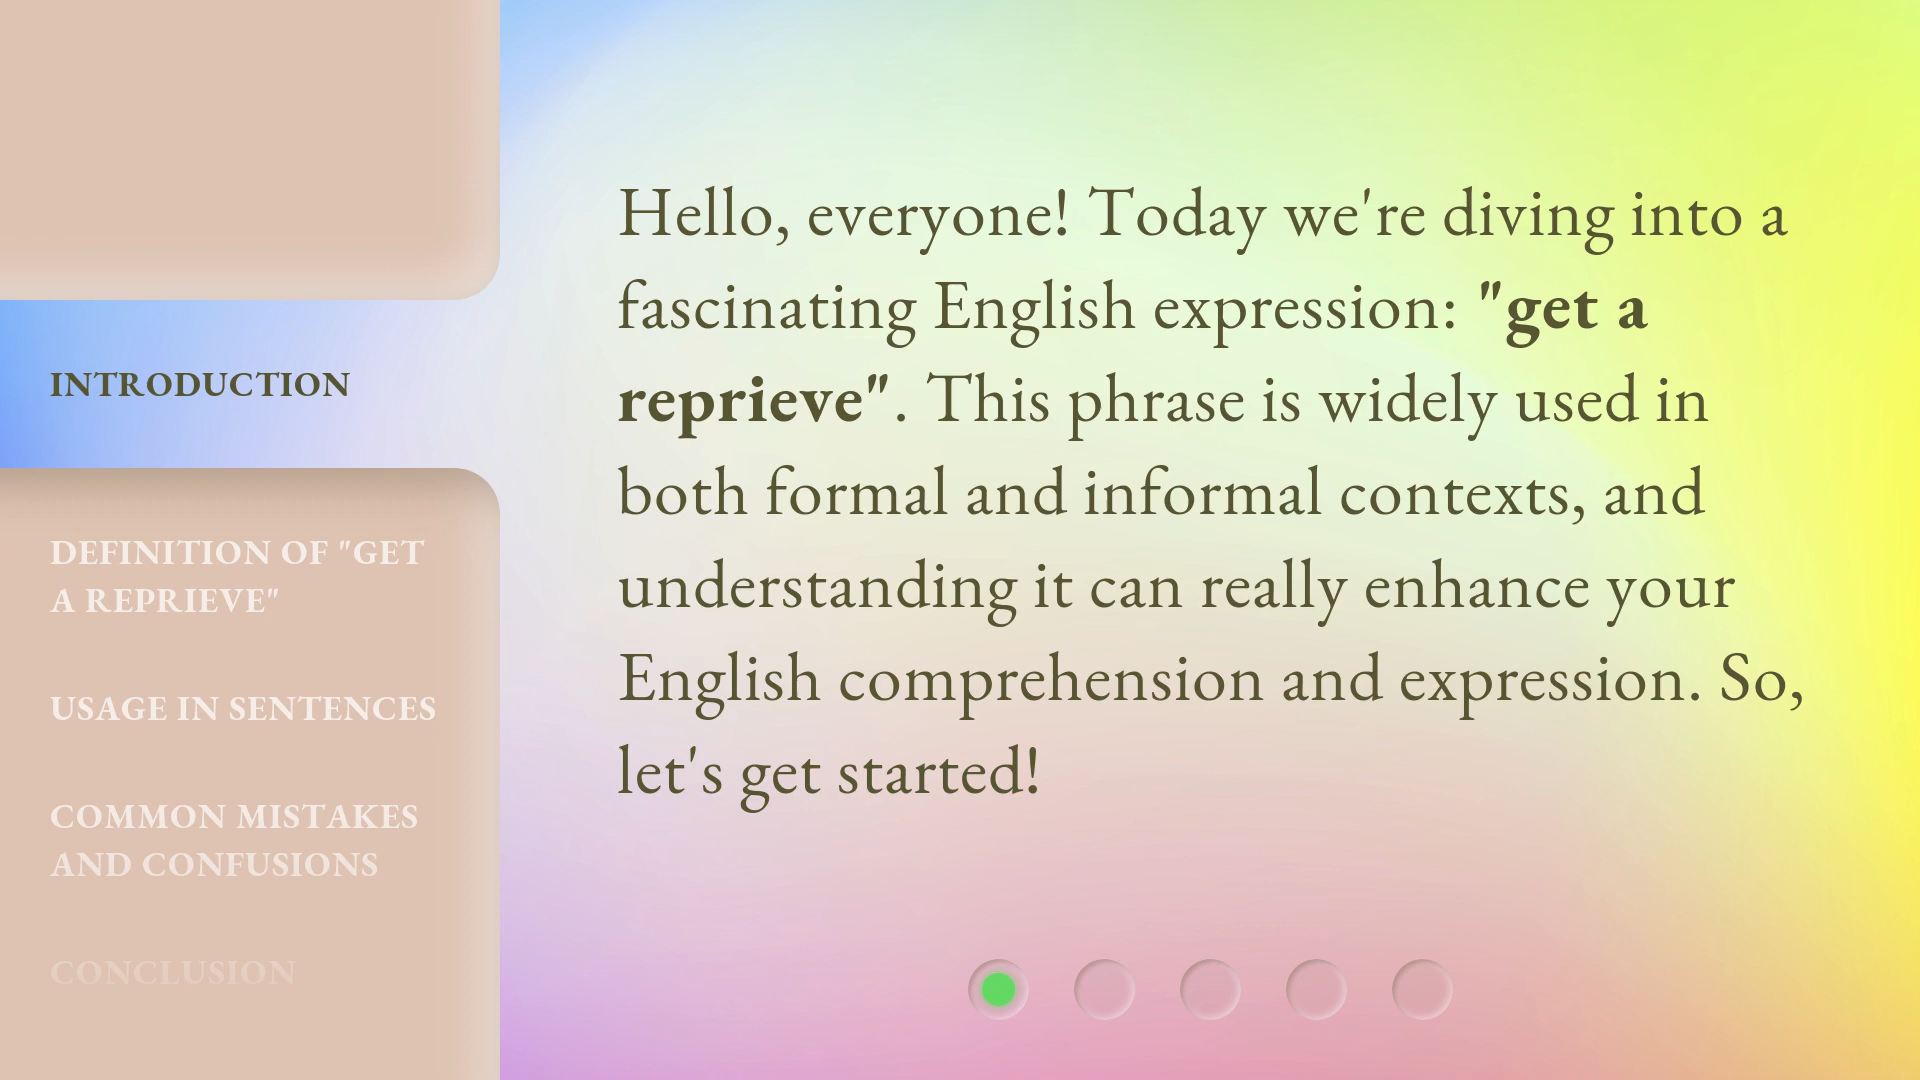 INTRODUCTION
DEFINITION OF "GET
A REPRIEVE"
USAGE IN SENTENCES
COMMON MISTAKES
AND CONFUSIONS
CONCLUSION
Hello, everyone! Today we're diving into a
fascinating English expression: "get a
reprieve". This phrase is widely used in
both formal and informal contexts, and
understanding it can really enhance your
English comprehension and expression. So,
let's get started!